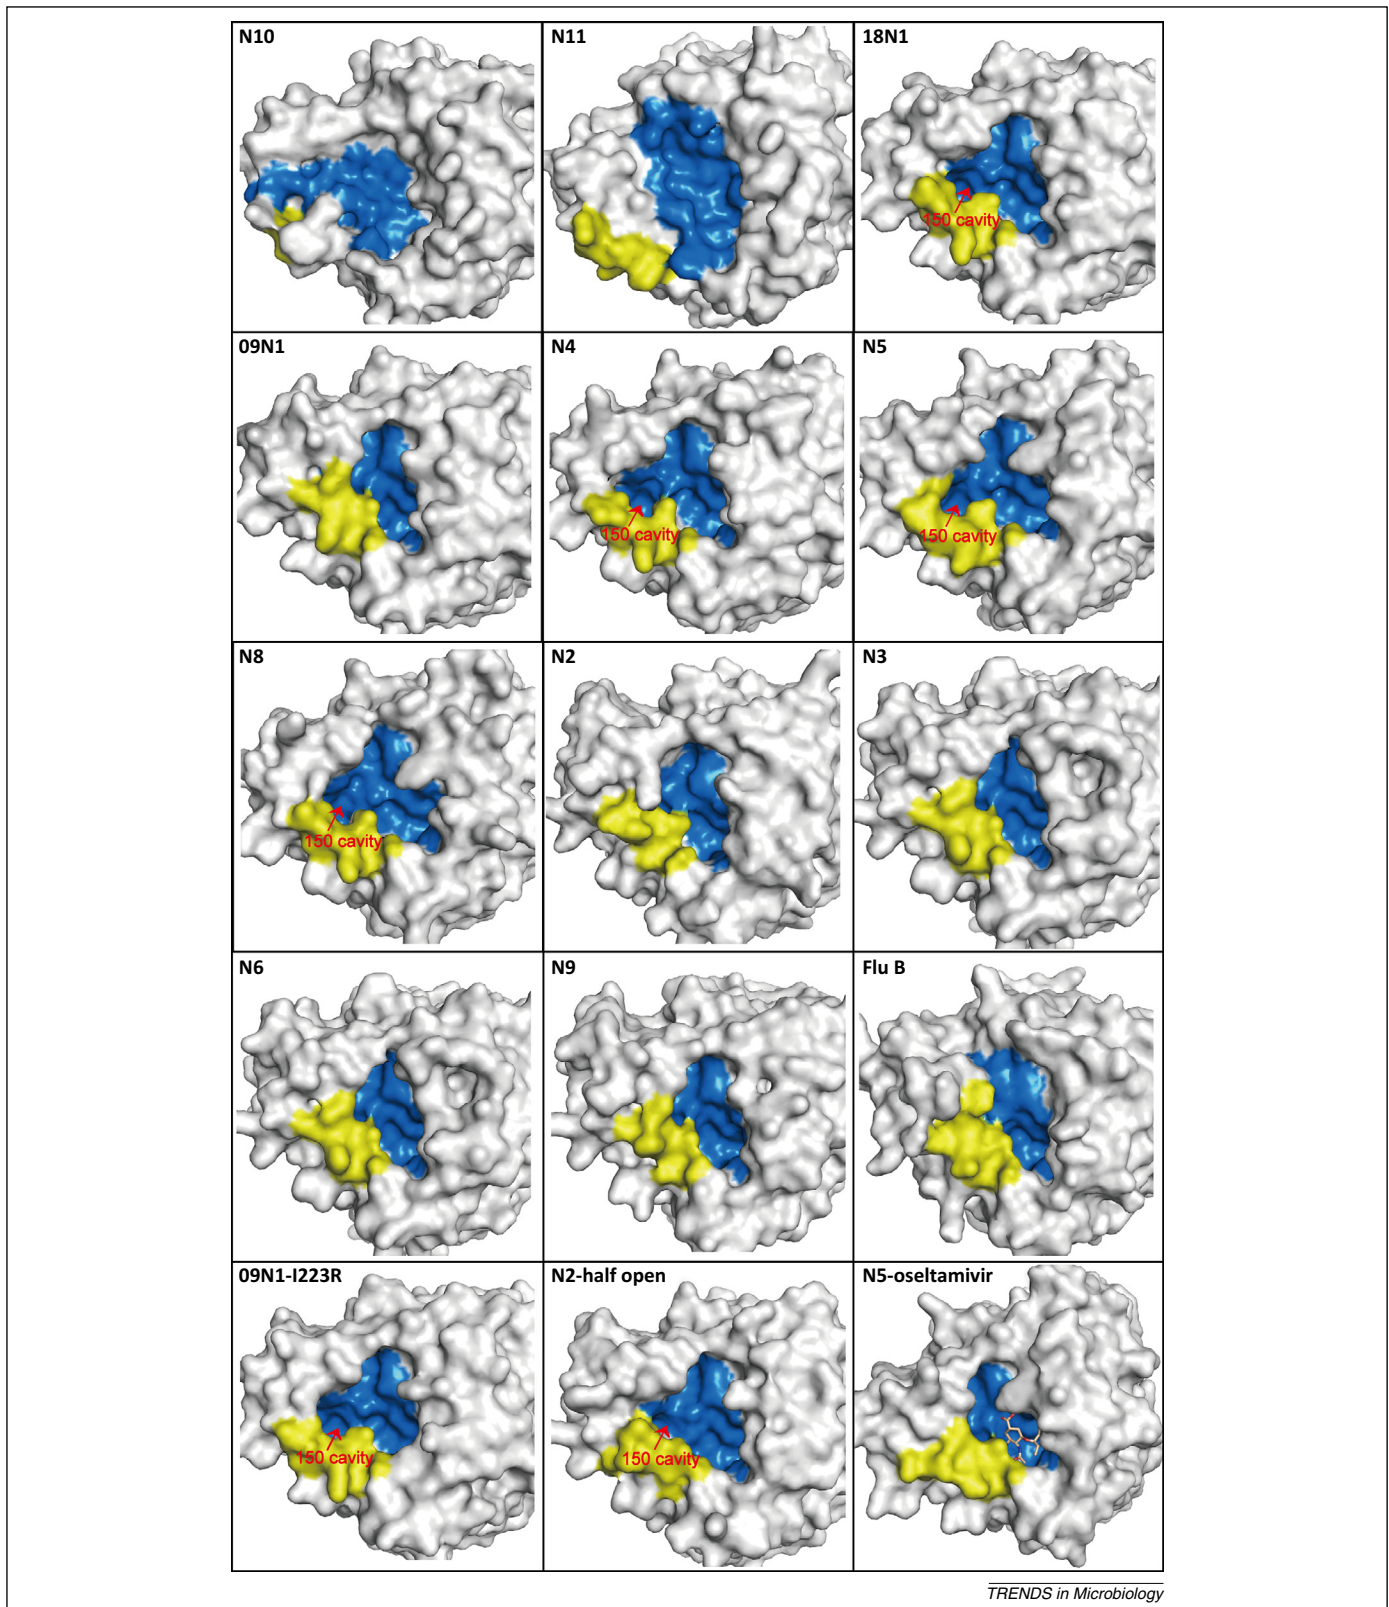 N10
N11
18N1
150 cavity
09N1
N4
N5
150 cavity
150 cavity
N8
N2
N3
150 cavity
N6
N9
Flu B
09N1-I223R
N2-half open
N5-oseltamivir
150 cavity
150 cavity
TRENDS in Microbiology